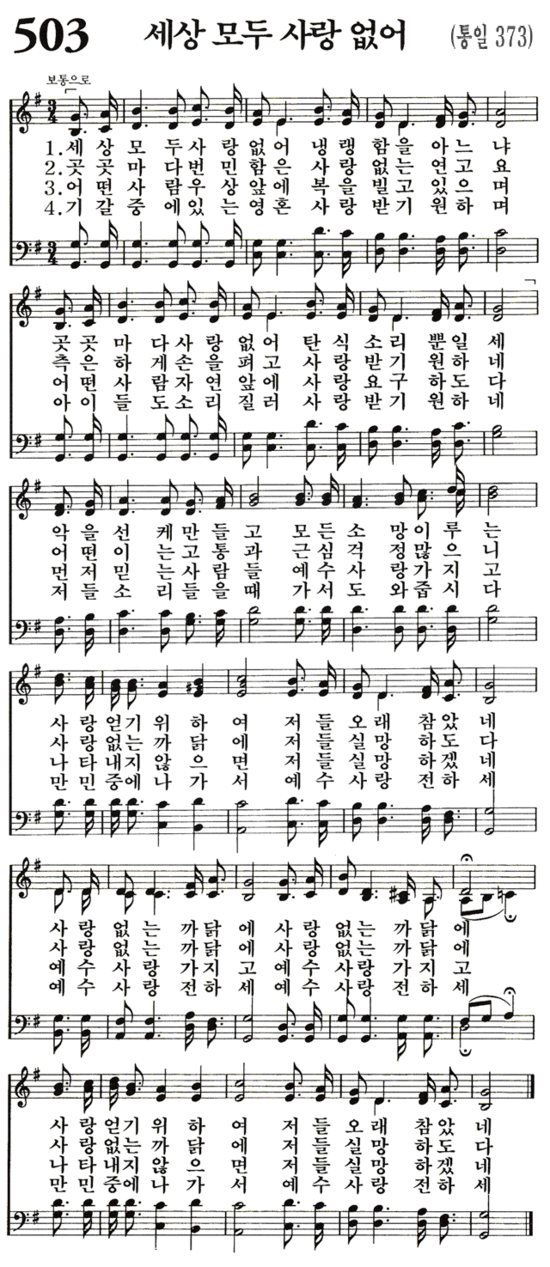 503 세상 모두 사랑 없어 (통일 373)
보통으로
1.세 상 모 두 사 랑 없 어 냉 랭 함 을 아 느 냐
2.곳 곳 마 다 번 민 함 은 사 랑 없 는 연 고 요
3.어 떤 사 람 우 상 앞 에 복 을 빌 고 있 으 며
4.기 갈 중 에 있 는 영 혼 사 랑 받 기 원 하 며
곳 곳 마 다 사 랑 없 어 탄 식 소 리 뿐 일 세
측 은 하 게 손 을 펴 고 사 랑 받 기 원 하 네
어 떤 사 람 자 연 앞 에 사 랑 요 구 하 도 다
아 이 들 도 소 리 질 러 사 랑 받 기 원 하 네
악 을 선 케 만 들 고 모 든 소 망 이 루 는
어 떤 이 는 고 통 과 근 심 걱 정 많 으 니
먼 저 믿 는 사 람 들 예 수 사 랑 가 지 고
저 들 소 리 들 을 때 가 서 도 와 줍 시 다
사 랑 얻 기 위 하 여 저 들 오 래 참 았 네
사 랑 없 는 까 닭 에 저 들 실 망 하 도 다
나 타 내 지 않 으 면 저 들 실 망 하 겠 네
만 민 중 에 나 가 서 예 수 사 랑 전 하 세
사 랑 없 는 까 닭 에 사 랑 없 는 까 닭 에
사 랑 없 는 까 닭 에 사 랑 없 는 까 닭 에
예 수 사 랑 가 지 고 예 수 사 랑 가 지 고
예 수 사 랑 전 하 세 예 수 사 랑 전 하 세
사 랑 얻 기 위 하 여 저 들 오 래 참 았 네
사 랑 없 는 까 닭 에 저 들 실 망 하 도 다
나 타 내 지 않 으 면 저 들 실 망 하 겠 네
만 민 중 에 나 가 서 예 수 사 랑 전 하 세